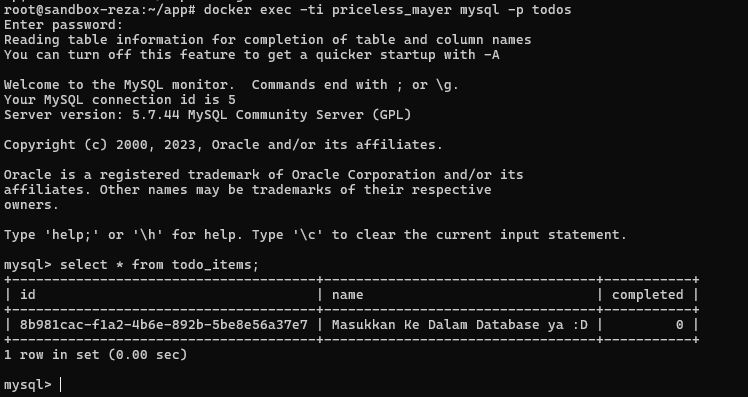 root@sandbox-reza:~/app# docker exec -ti priceless_mayer mysql -p todos
Enter password:
Reading table information for completion of table and column names
You can turn off this feature to get a quicker startup with -A
Welcome to the MySQL monitor.  Commands end with ; or \g.
Your MySQL connection id is 5
Server version: 5.7.44 MySQL Community Server (GPL)
Copyright (c) 2000, 2023, Oracle and/or its affiliates.
Oracle is a registered trademark of Oracle Corporation and/or its
affiliates. Other names may be trademarks of their respective
owners.
Type 'help;' or '\h' for help. Type '\c' to clear the current input statement.
mysql> select * from todo_items;
+--------------------------------------+----------------------------------+-----------+
| id                                   | name                             | completed |
+--------------------------------------+----------------------------------+-----------+
| 8b981cac-f1a2-4b6e-892b-5be8e56a37e7 | Masukkan Ke Dalam Database ya :D |         0 |
+--------------------------------------+----------------------------------+-----------+
1 row in set (0.00 sec)
mysql>